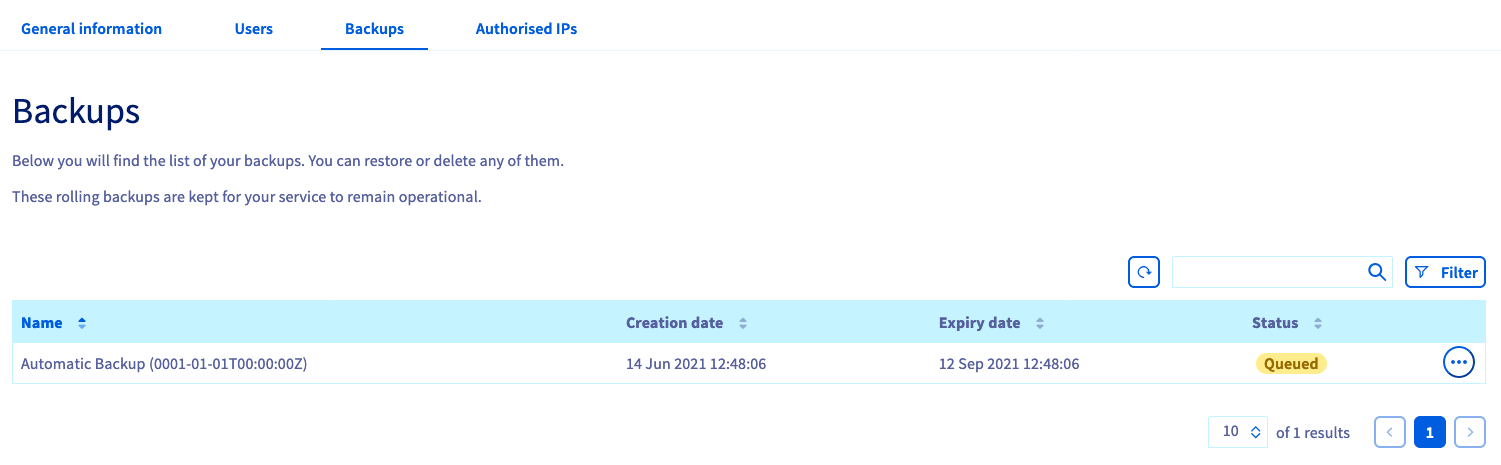 General information Users Backups Authorised IPs
Backups
Below you will find the list of your backups. You can restore or delete any of them.
These rolling backups are kept for your service to remain operational.
Filter
Name Creation date Expiry date Status
Automatic Backup (0001-01-01T00:00:00Z) 14 Jun 2021 12:48:06 12 Sep 2021 12:48:06 Queued
10 of 1 results 1